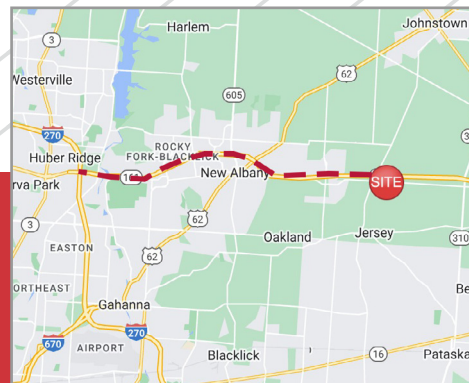 Harlem
Johnstown
3
Westerville
62
605
270
ROCKY
FORK-BLACKLICK
Huber Ridge
161
New Albany
SITE
rva Park
62
3
Oakland
Jersey
310
EASTON
62
ORTHEAST
Be
Gahanna
270
670
AIRPORT
Blacklick
16
Pataska